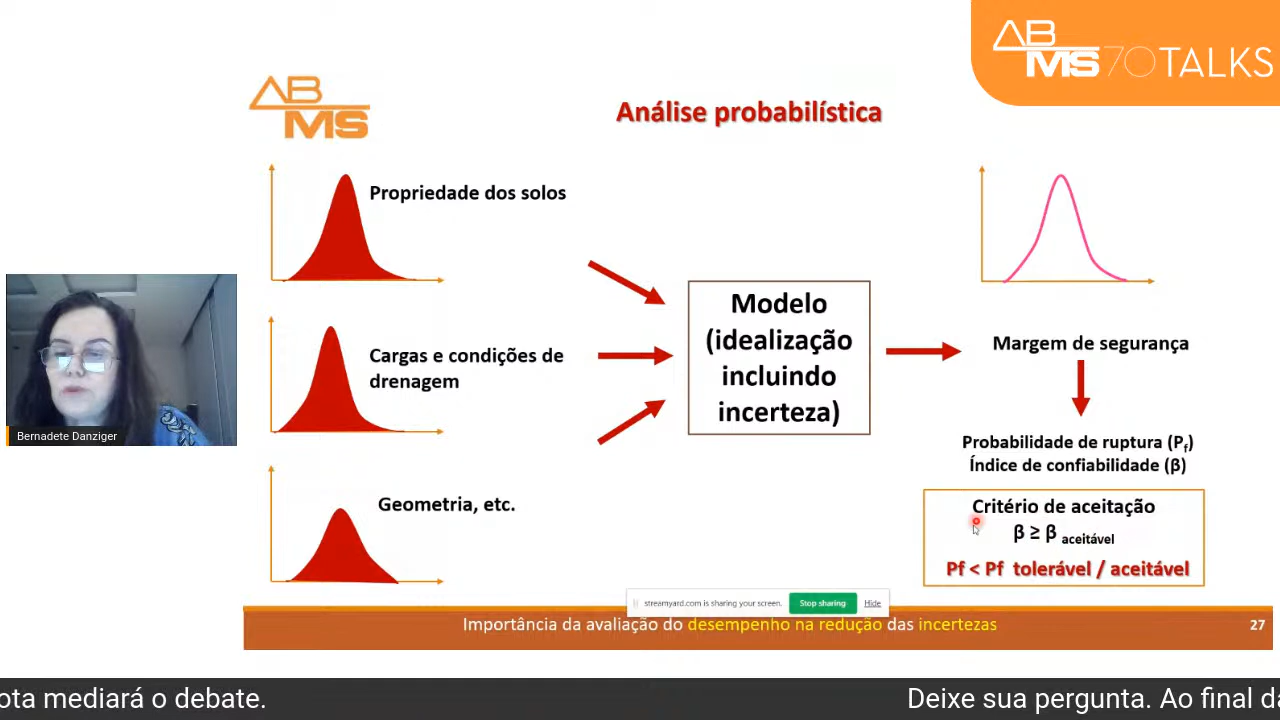 ABMS 70TALKS
ABMS
Análise probabilística
Propriedade dos solos
Cargas e condições de
drenagem
Geometria, etc.
Modelo
(idealização
incluindo
incerteza)
Margem de segurança
Probabilidade de ruptura (Pf)
Índice de confiabilidade (β)
Critério de aceitação
β ≥ β aceitável
Pf < Pf tolerável / aceitável
Bernadete Danziger
streamyard.com is sharing your screen. Stop sharing Hide
Importância da avaliação do desempenho na redução das incertezas
27
ota mediará o debate. Deixe sua pergunta. Ao final da